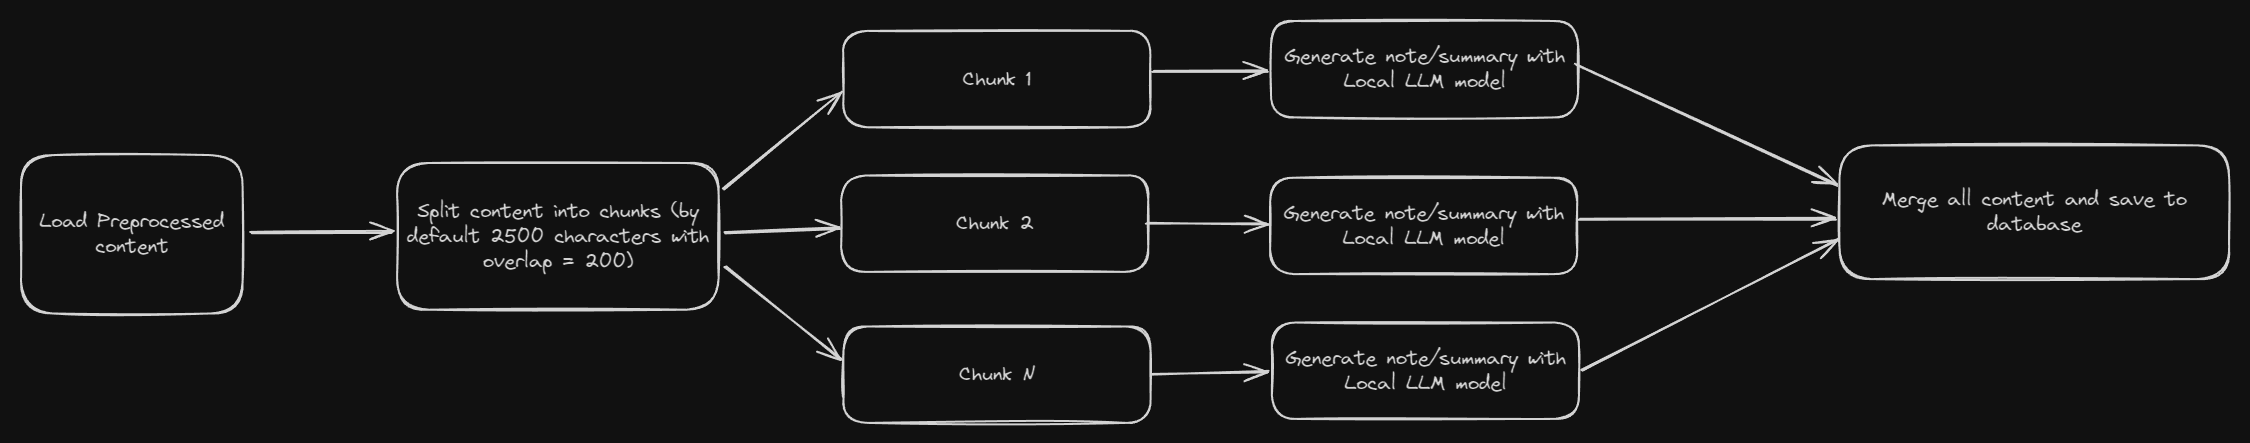 Load Preprocessed
content
Split content into chunks (by
default 2500 characters with
overlap = 200)
Chunk 1
Generate note/summary with
Local LLM model
Chunk 2
Generate note/summary with
Local LLM model
Chunk N
Generate note/summary with
Local LLM model
Merge all content and save to
database